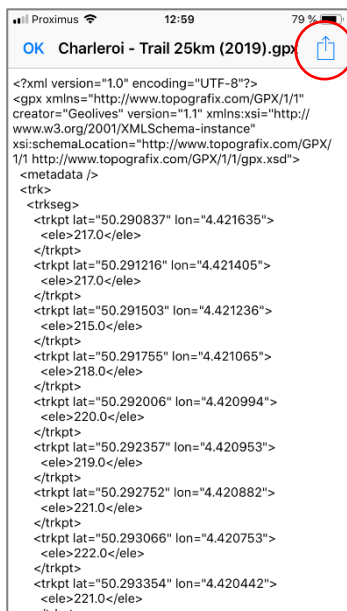 Proximus 12:59 79 %
OK Charleroi - Trail 25km (2019).gpx
<?xml version="1.0" encoding="UTF-8"?>
<gpx xmlns="http://www.topografix.com/GPX/1/1"
creator="Geolives" version="1.1" xmlns:xsi="http://
www.w3.org/2001/XMLSchema-instance"
xsi:schemaLocation="http://www.topografix.com/GPX/
1/1 http://www.topografix.com/GPX/1/1/gpx.xsd">
<metadata />
<trk>
<trkseg>
<trkpt lat="50.290837" lon="4.421635">
<ele>217.0</ele>
</trkpt>
<trkpt lat="50.291216" lon="4.421405">
<ele>217.0</ele>
</trkpt>
<trkpt lat="50.291503" lon="4.421236">
<ele>215.0</ele>
</trkpt>
<trkpt lat="50.291755" lon="4.421065">
<ele>218.0</ele>
</trkpt>
<trkpt lat="50.292006" lon="4.420994">
<ele>220.0</ele>
</trkpt>
<trkpt lat="50.292357" lon="4.420953">
<ele>219.0</ele>
</trkpt>
<trkpt lat="50.292752" lon="4.420882">
<ele>221.0</ele>
</trkpt>
<trkpt lat="50.293066" lon="4.420753">
<ele>222.0</ele>
</trkpt>
<trkpt lat="50.293354" lon="4.420442">
<ele>221.0</ele>